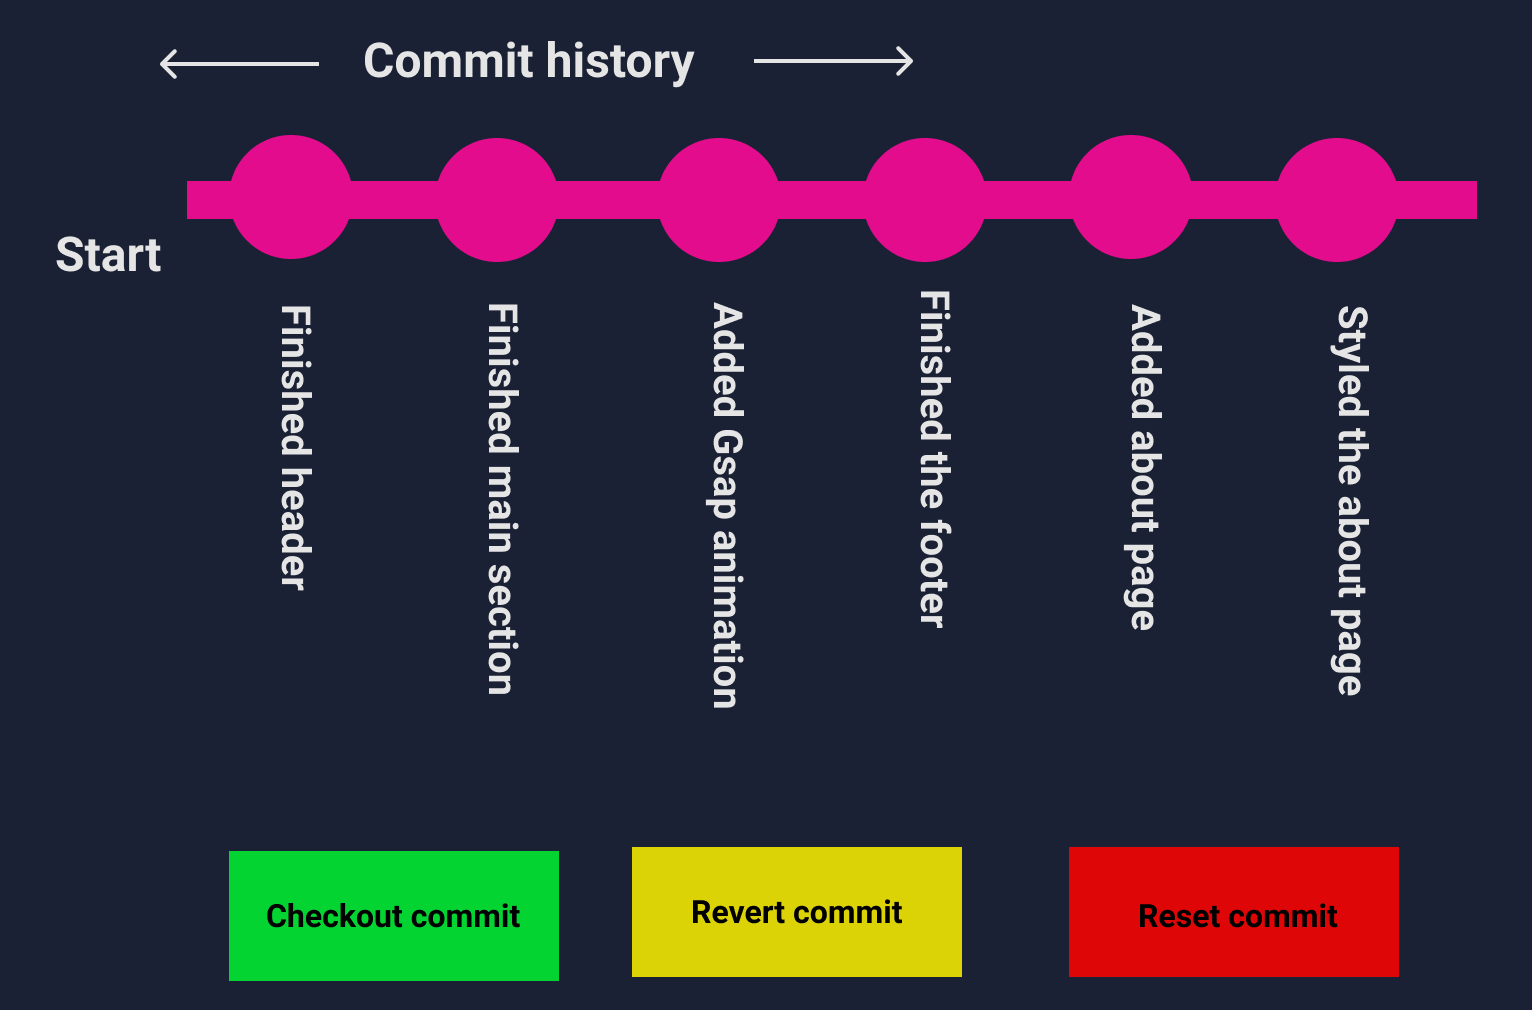 Commit history
Start
Finished header
Finished main section
Added Gsap animation
Finished the footer
Added about page
Styled the about page
Checkout commit
Revert commit
Reset commit